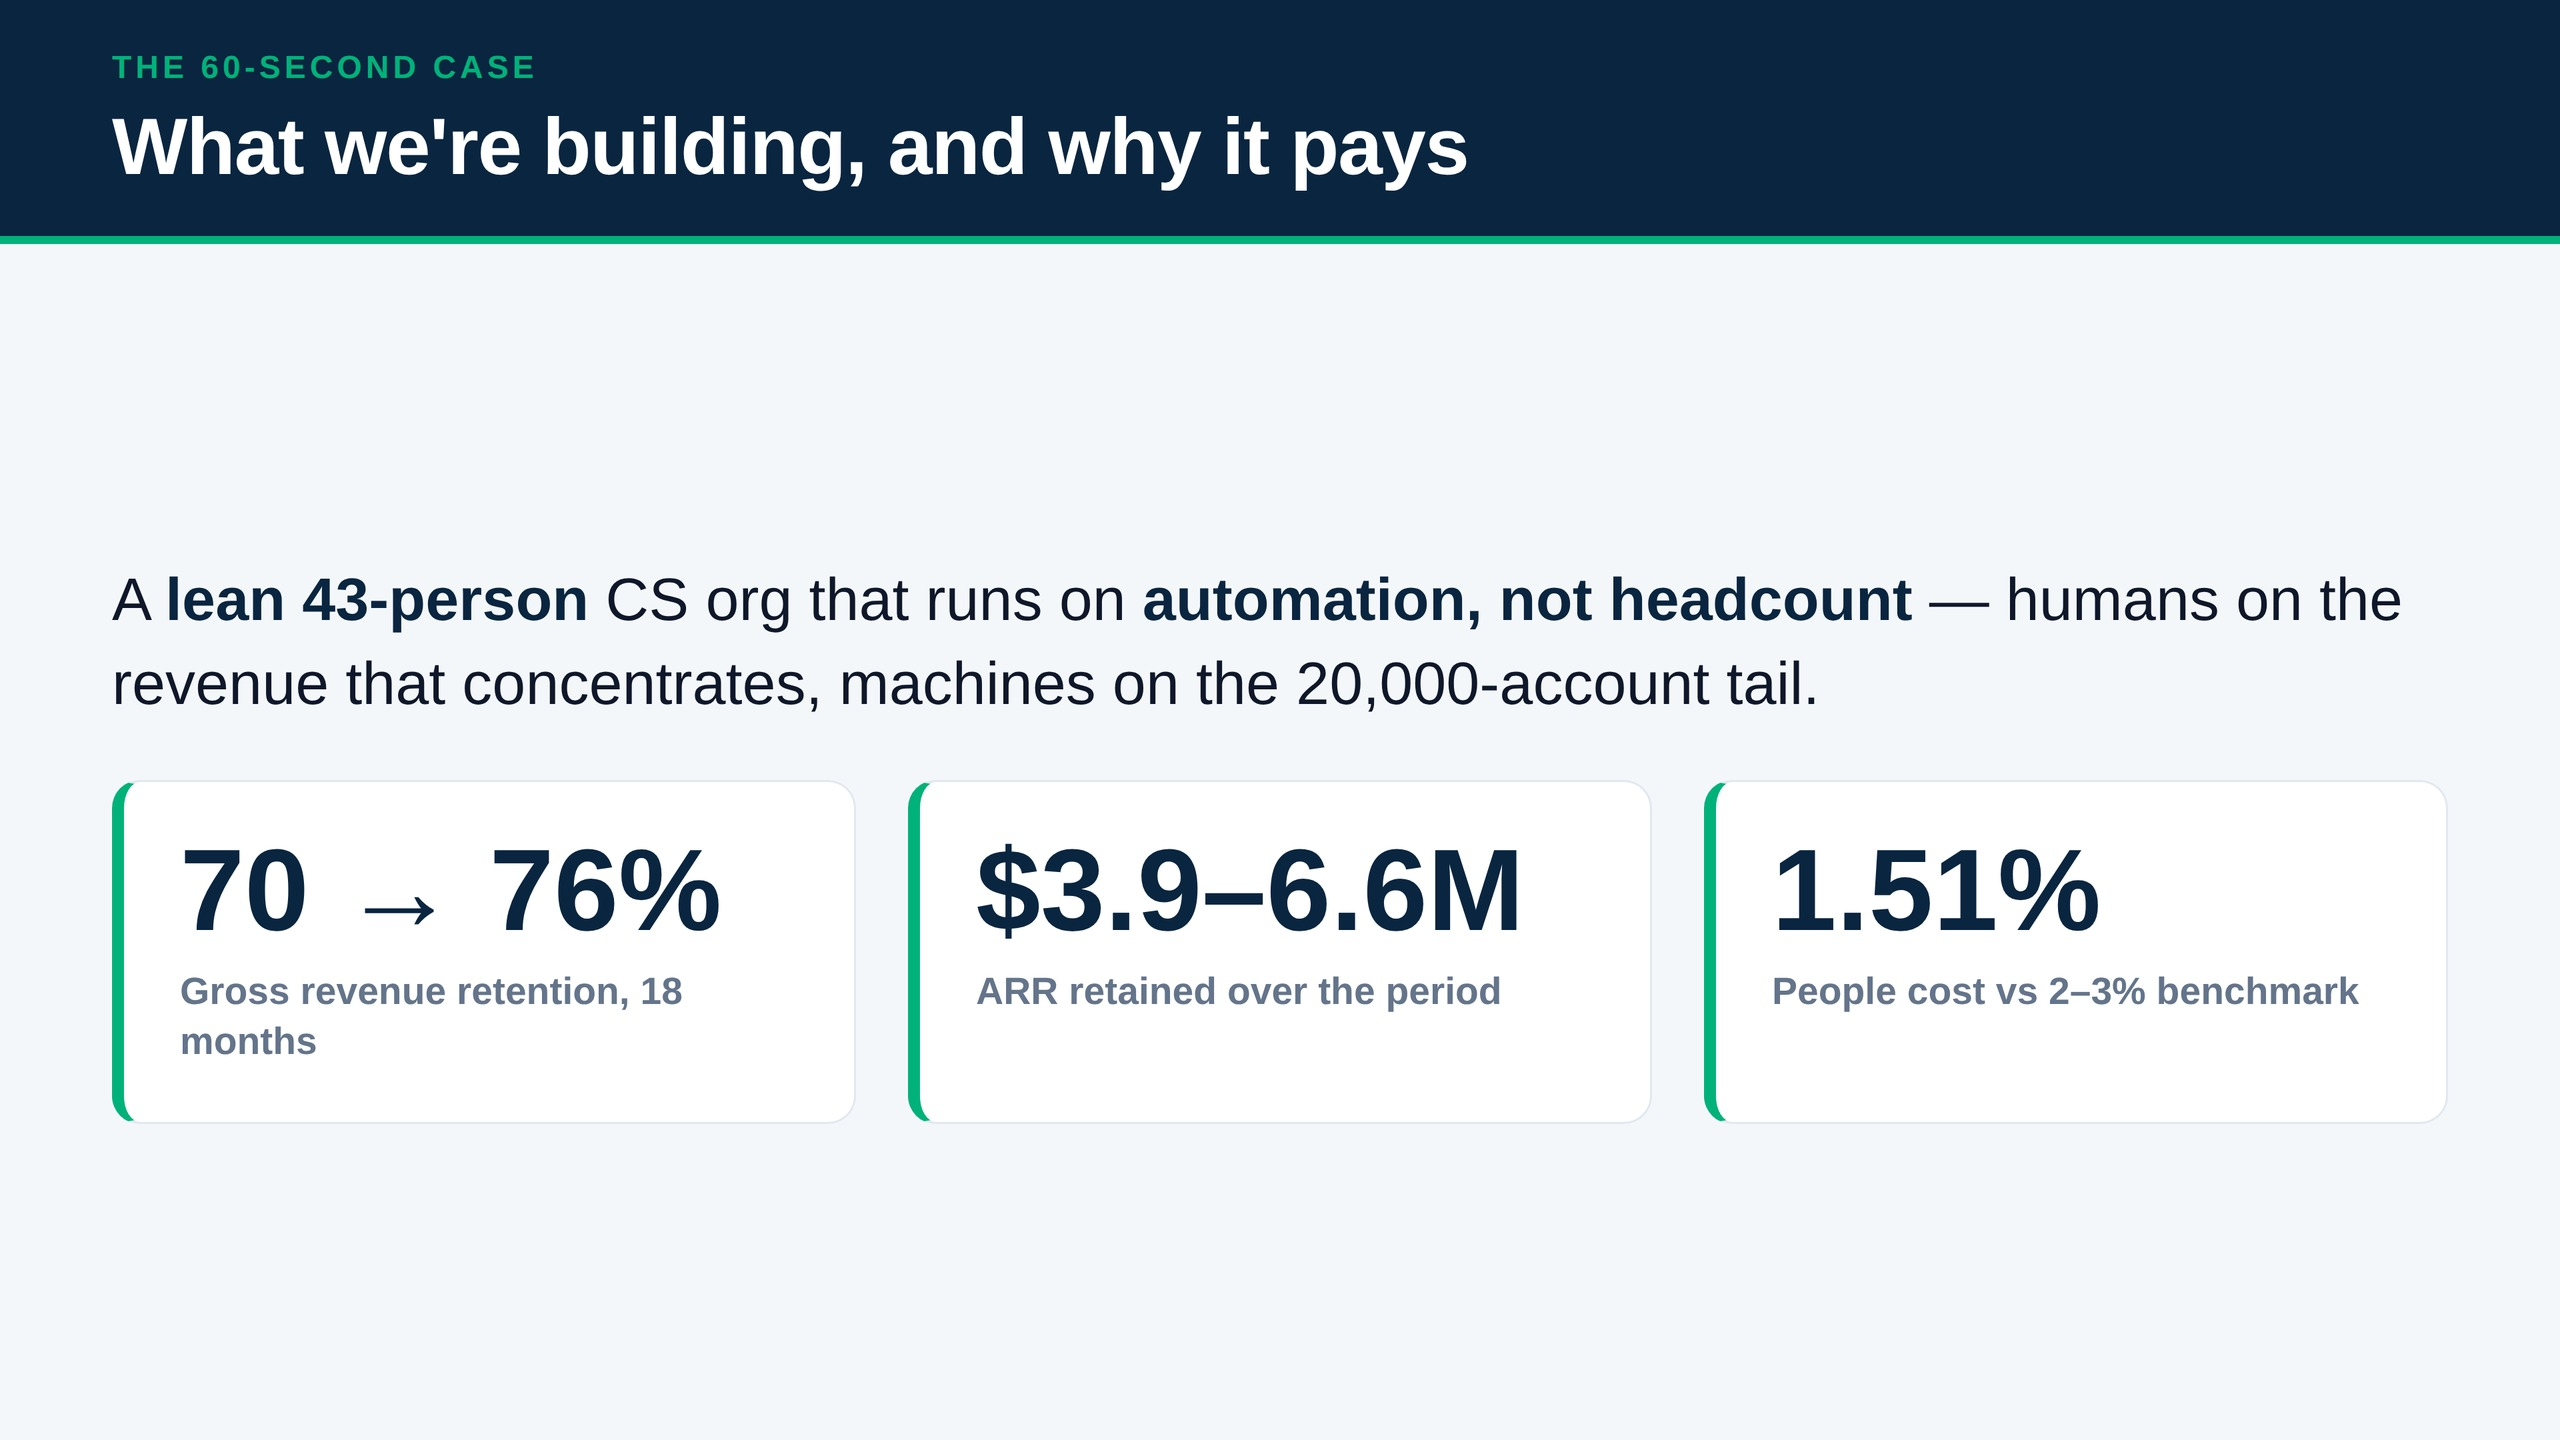 THE 60-SECOND CASE
What we're building, and why it pays
A lean 43-person CS org that runs on automation, not headcount — humans on the
revenue that concentrates, machines on the 20,000-account tail.
70 → 76%
Gross revenue retention, 18
months
$3.9–6.6M
ARR retained over the period
1.51%
People cost vs 2–3% benchmark